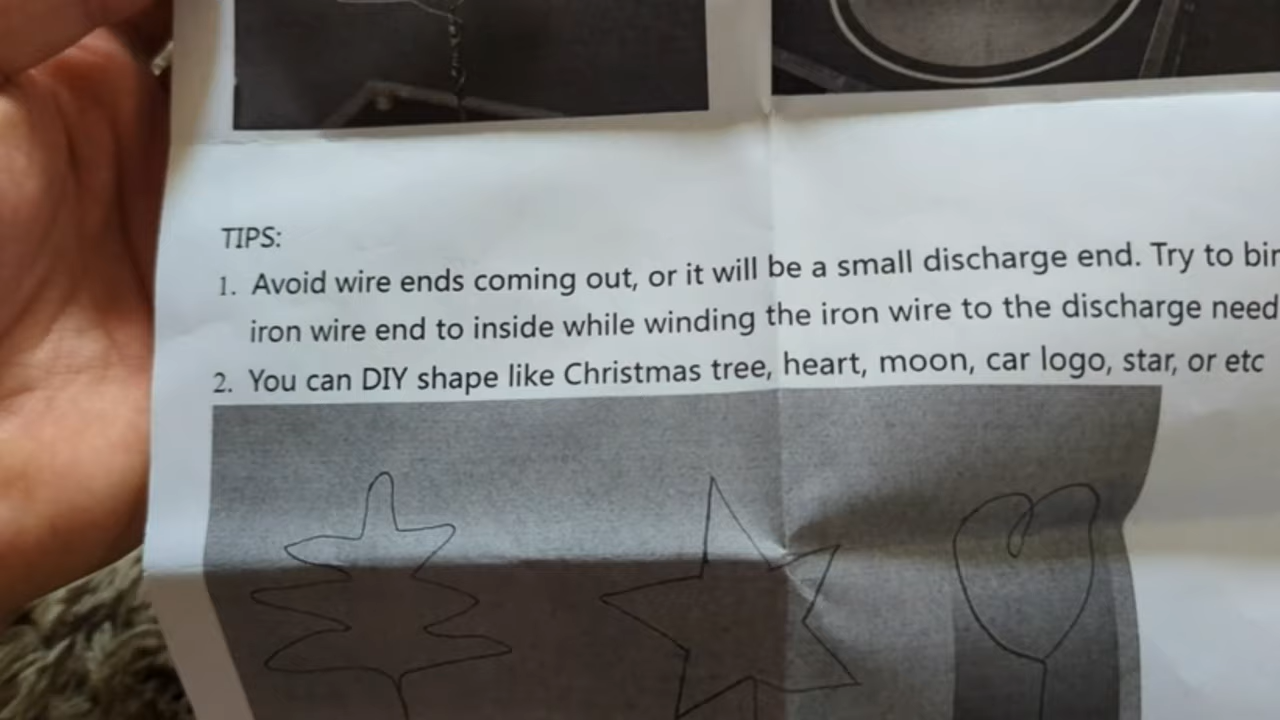 TIPS:
1. Avoid wire ends coming out, or it will be a small discharge end. Try to
iron wire end to inside while winding the iron wire to the discharge
2. You can DIY shape like Christmas tree, heart, moon, car logo, star, or etc